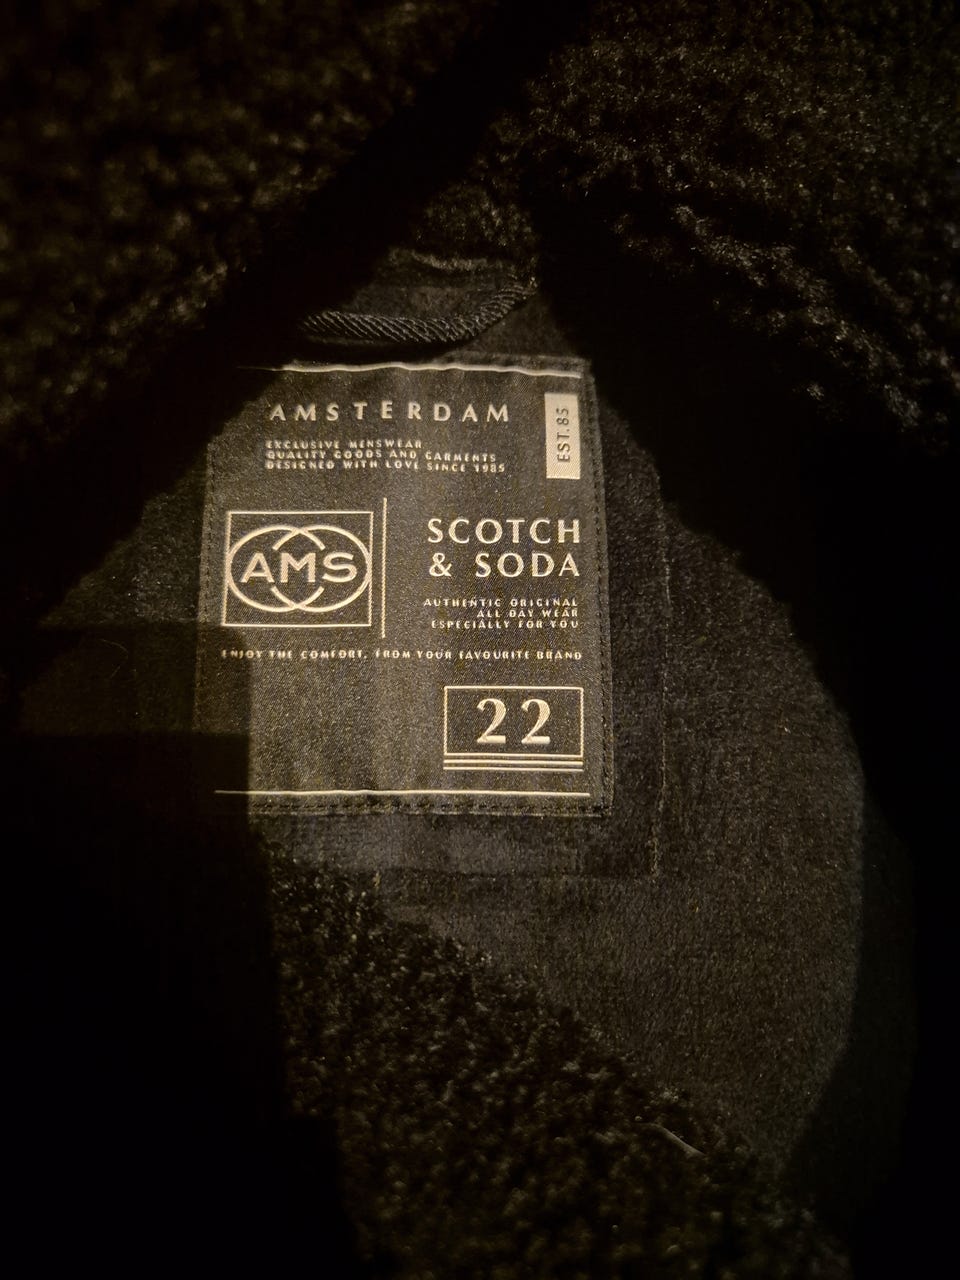 AMSTERDAM
EST. 85
EXCLUSIVE MENSWEAR
QUALITY GOODS AND GARMENTS
DESIGNED WITH LOVE SINCE 1985
AMS
SCOTCH
& SODA
AUTHENTIC ORIGINAL
ALL DAY WEAR
ESPECIALLY FOR YOU
ENJOY THE COMFORT, FROM YOUR FAVOURITE BRAND
22